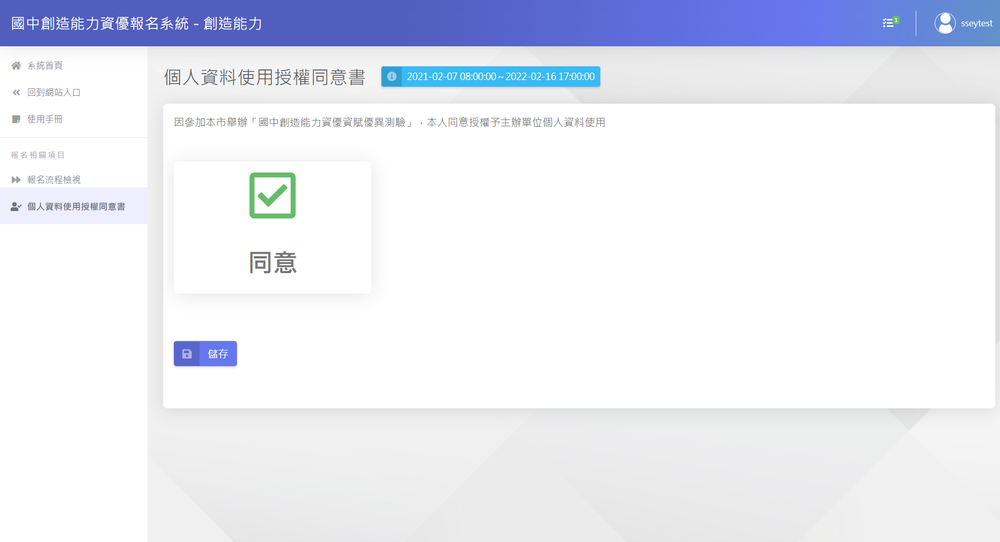 國中創造能力資優報名系統 - 創造能力
1
sseytest
系統首頁
回到網站入口
使用手冊
報名相關項目
報名流程檢視
個人資料使用授權同意書
個人資料使用授權同意書
2021-02-07 08:00:00 ~ 2022-02-16 17:00:00
因參加本市舉辦「國中創造能力資優資賦優異測驗」，本人同意授權予主辦單位個人資料使用
同意
儲存